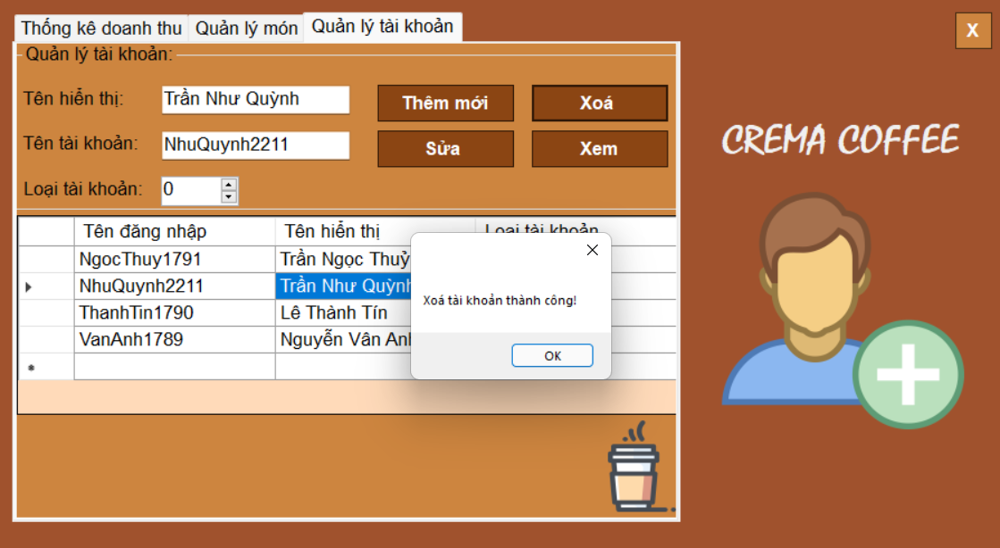 Thống kê doanh thu Quản lý món Quản lý tài khoản
X
Quản lý tài khoản:
Tên hiển thị: Trần Như Quỳnh Thêm mới Xoá
Tên tài khoản: NhuQuynh2211 Sửa Xem
Loại tài khoản: 0
CREMA COFFEE
Tên đăng nhập Tên hiển thị Loại tài khoản
NgocThuy1791 Trần Ngọc Thuỷ
NhuQuynh2211 Trần Như Quỳnh
ThanhTin1790 Lê Thành Tín
VanAnh1789 Nguyễn Vân Anh
Xoá tài khoản thành công!
OK